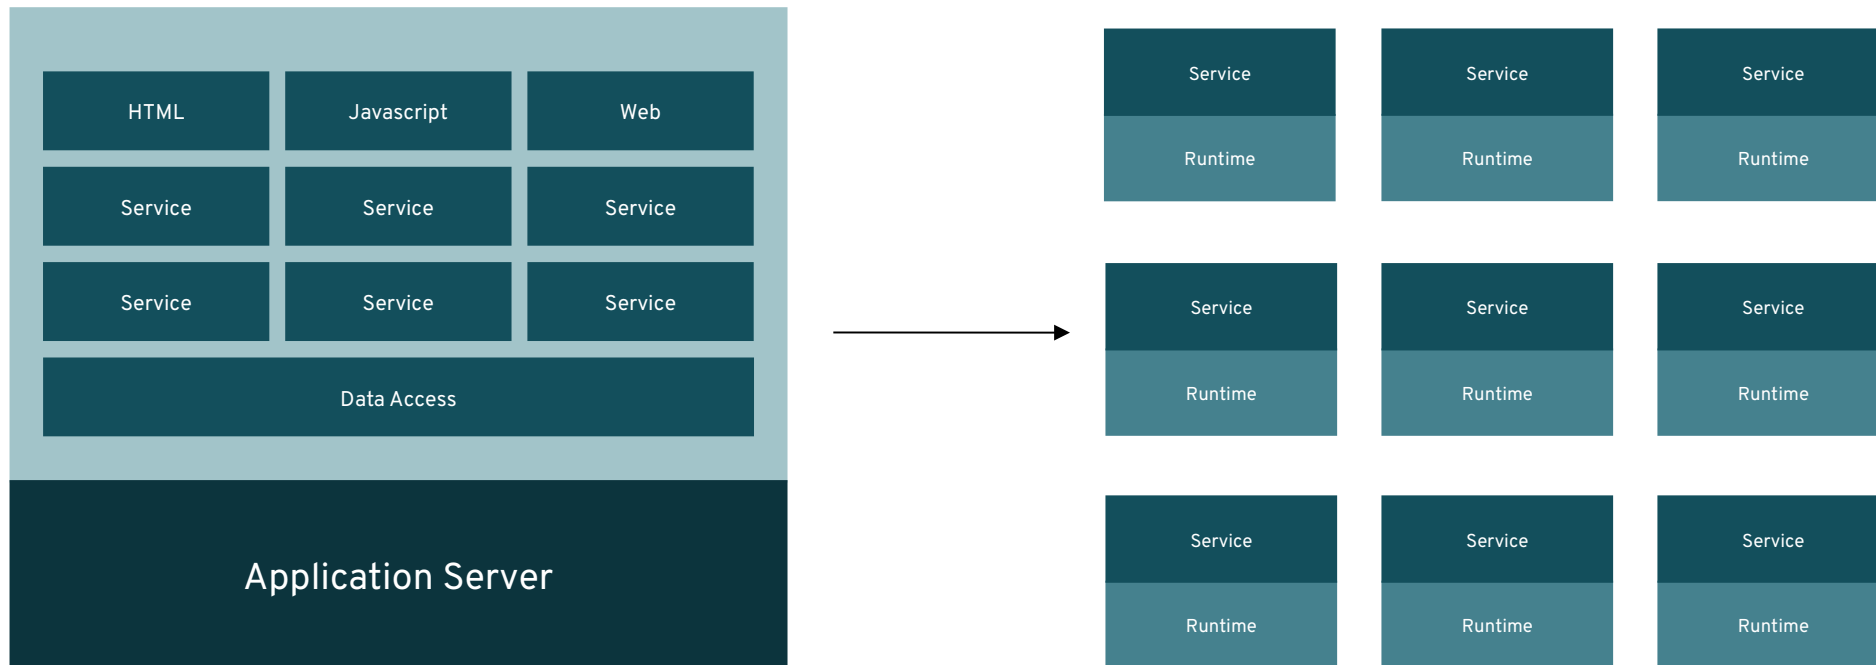 HTML
Javascript
Web
Service
Service
Service
Service
Service
Service
Data Access
Application Server
Service
Runtime
Service
Runtime
Service
Runtime
Service
Runtime
Service
Runtime
Service
Runtime
Service
Runtime
Service
Runtime
Service
Runtime